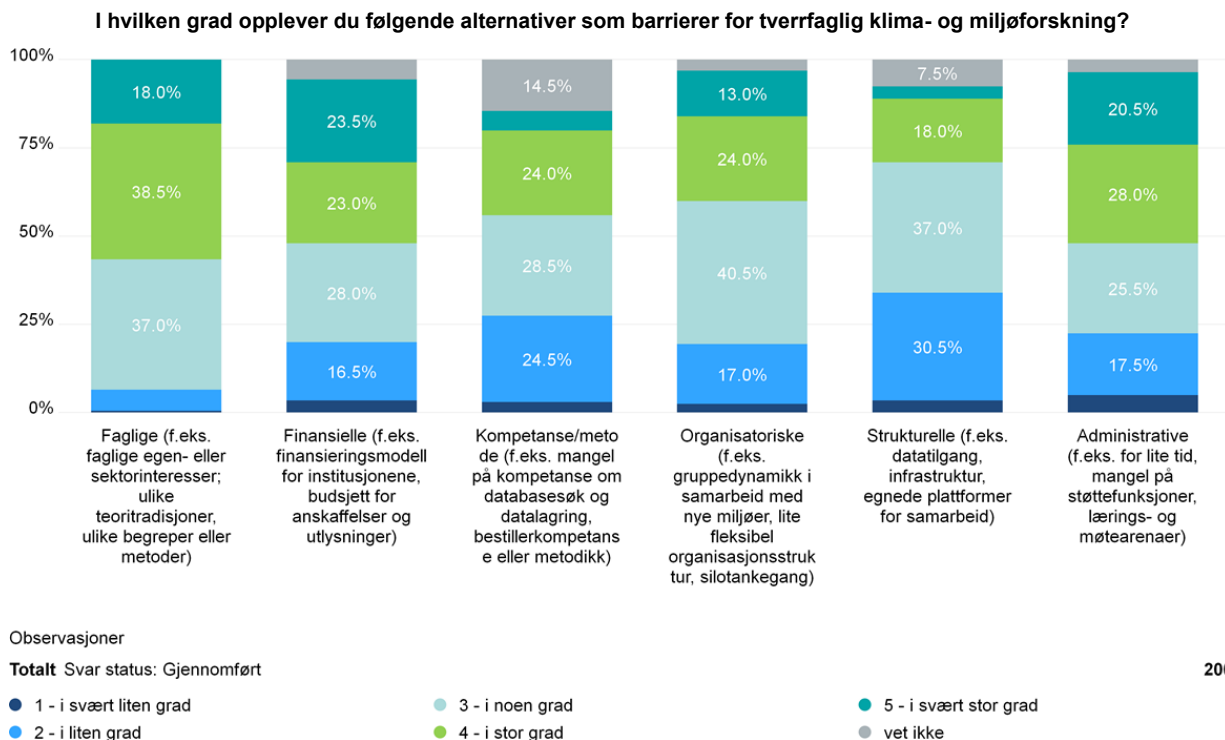 I hvilken grad opplever du følgende alternativer som barrierer for tverrfaglig klima- og miljøforskning?
100%
75%
50%
25%
0%
18.0%
38.5%
37.0%
23.5%
23.0%
28.0%
16.5%
14.5%
24.0%
28.5%
24.5%
13.0%
24.0%
40.5%
17.0%
7.5%
18.0%
37.0%
30.5%
20.5%
28.0%
25.5%
17.5%
Faglige (f.eks.
faglige egen- eller
sektorinteresser;
ulike
teoritradisjoner,
ulike begreper eller
metoder)
Finansielle (f.eks.
finansieringsmodell
for institusjonene,
budsjett for
anskaffelser og
utlysninger)
Kompetanse/meto
de (f.eks. mangel
på kompetanse om
databasesøk og
datalagring,
bestillerkompetans
e eller metodikk)
Organisatoriske
(f.eks.
gruppedynamikk i
samarbeid med
nye miljøer, lite
fleksibel
organisasjonsstruk
tur, silotankegang)
Strukturelle (f.eks.
datatilgang,
infrastruktur,
egnede plattformer
for samarbeid)
Administrative
(f.eks. for lite tid,
mangel på
støttefunksjoner,
lærings- og
møtearenaer)
Observasjoner
Totalt Svar status: Gjennomført
1 - i svært liten grad
2 - i liten grad
3 - i noen grad
4 - i stor grad
5 - i svært stor grad
vet ikke